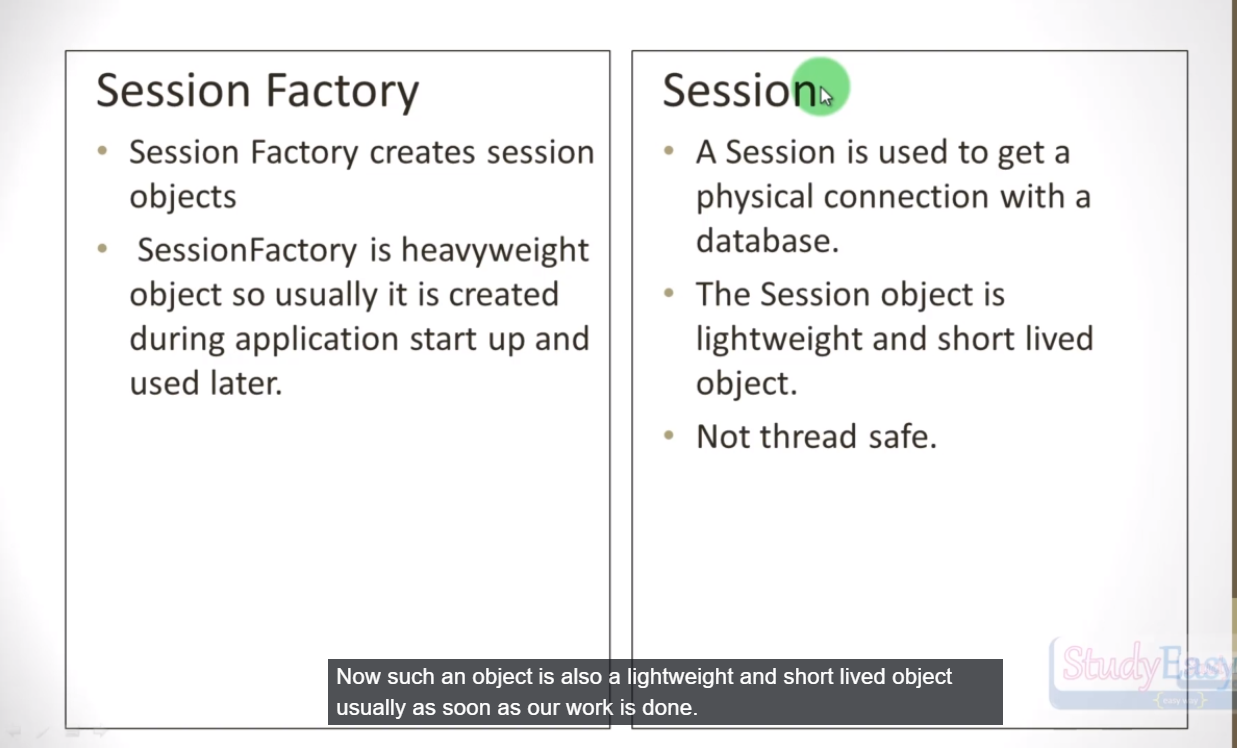 Session Factory
• Session Factory creates session
objects
• SessionFactory is heavyweight
object so usually it is created
during application start up and
used later.
Session
• A Session is used to get a
physical connection with a
database.
• The Session object is
lightweight and short lived
object.
• Not thread safe.
Now such an object is also a lightweight and short lived object
usually as soon as our work is done.
StudyEasy